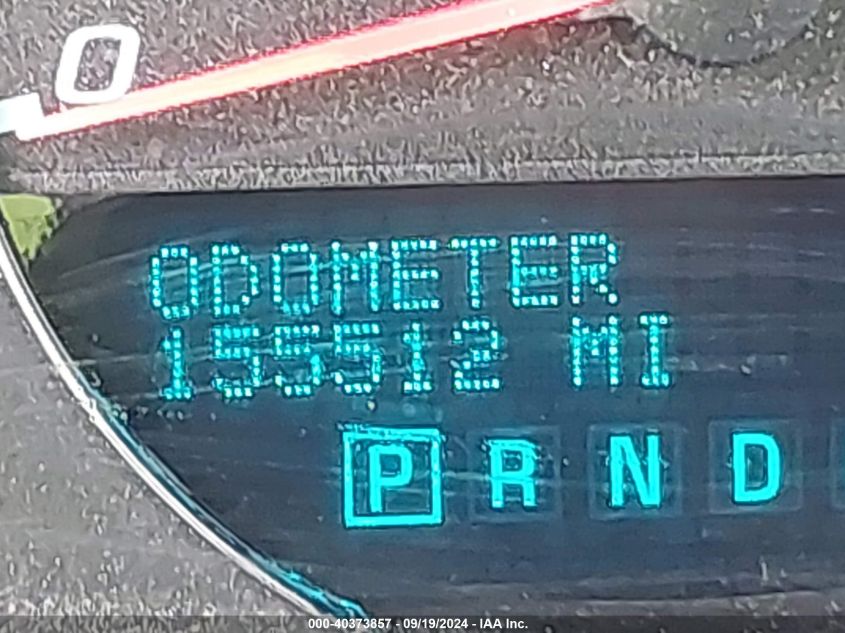 0
ODOMETER
155512 MI
P R N D
000-40373857 - 09/19/2024 - IAA Inc.